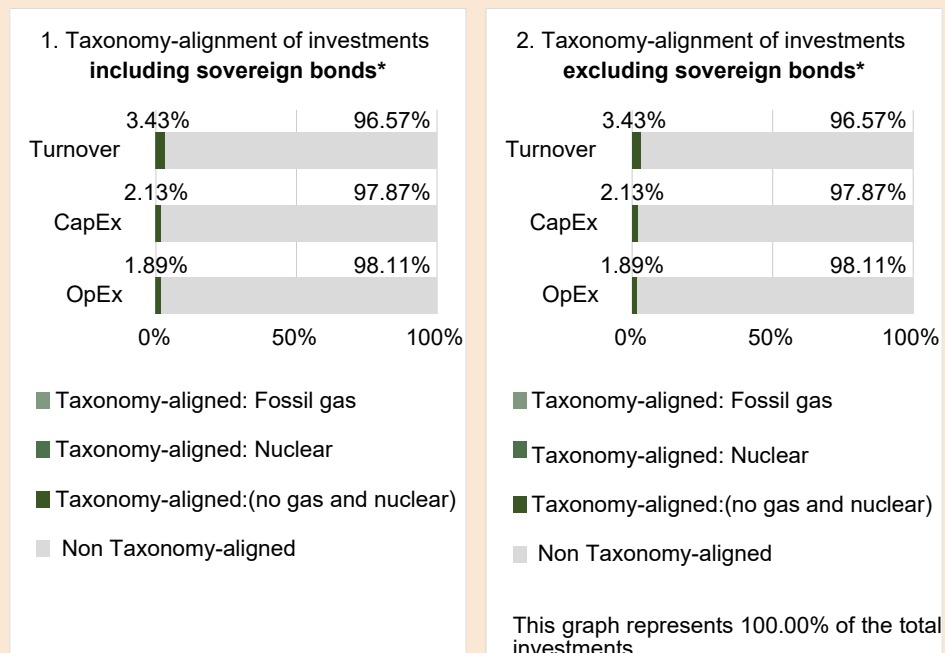 1. Taxonomy-alignment of investments
including sovereign bonds*
3.43% 96.57%
Turnover
2.13% 97.87%
CapEx
1.89% 98.11%
OpEx
0% 50% 100%
Taxonomy-aligned: Fossil gas
Taxonomy-aligned: Nuclear
Taxonomy-aligned:(no gas and nuclear)
Non Taxonomy-aligned
2. Taxonomy-alignment of investments
excluding sovereign bonds*
3.43% 96.57%
Turnover
2.13% 97.87%
CapEx
1.89% 98.11%
OpEx
0% 50% 100%
Taxonomy-aligned: Fossil gas
Taxonomy-aligned: Nuclear
Taxonomy-aligned:(no gas and nuclear)
Non Taxonomy-aligned
This graph represents 100.00% of the total
investments